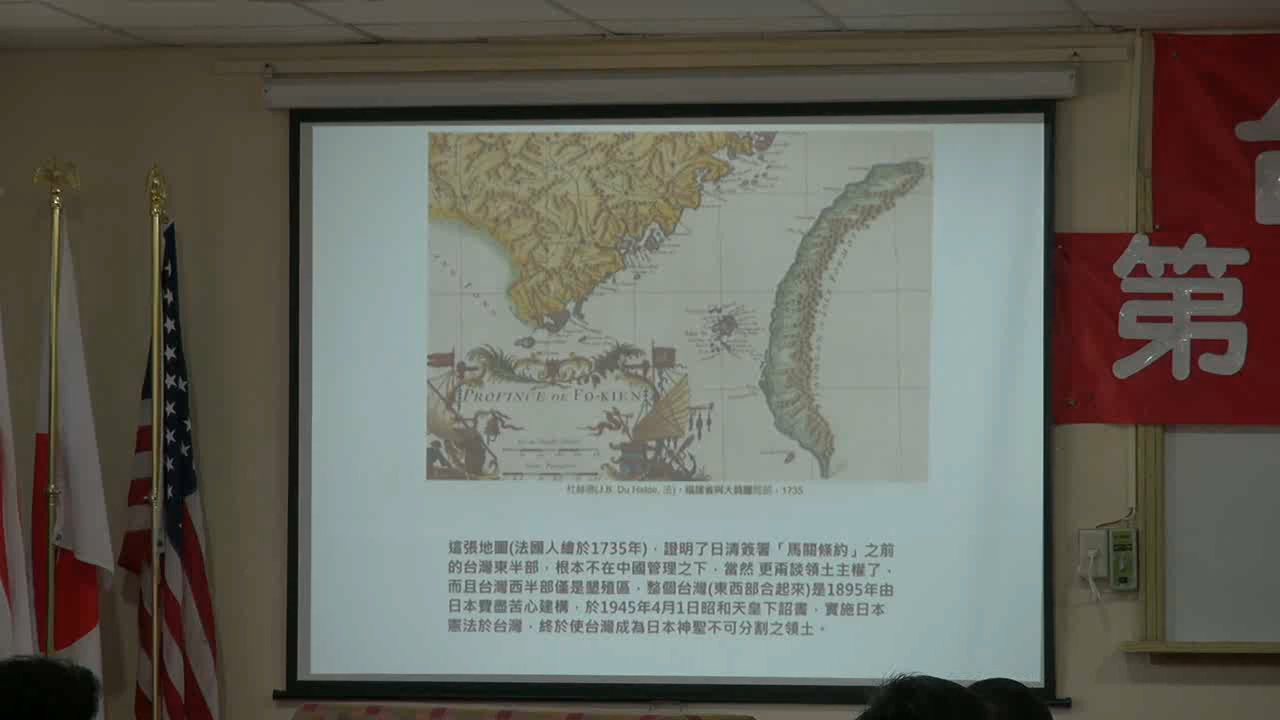 第
PROVINCE DE FO-KIEN
杜赫德(J.B. Du Halde, 法)，福建省與大員圖局部，1735
這張地圖(法國人繪於1735年)，證明了日清簽署「馬關條約」之前
的台灣東半部，根本不在中國管理之下，當然 更甭談領土主權了、
而且台灣西半部僅是墾殖區，整個台灣(東西部合起來)是1895年由
日本費盡苦心建構，於1945年4月1日昭和天皇下詔書，實施日本
憲法於台灣，終於使台灣成為日本神聖不可分割之領土。